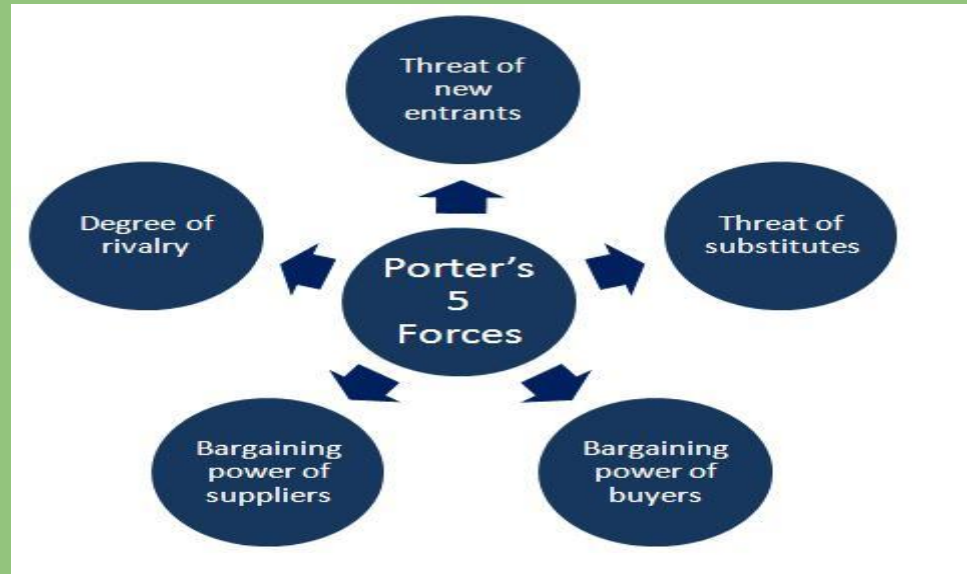 Threat of
new
entrants
Degree of
rivalry
Threat of
substitutes
Porter's
5
Forces
Bargaining
power of
suppliers
Bargaining
power of
buyers